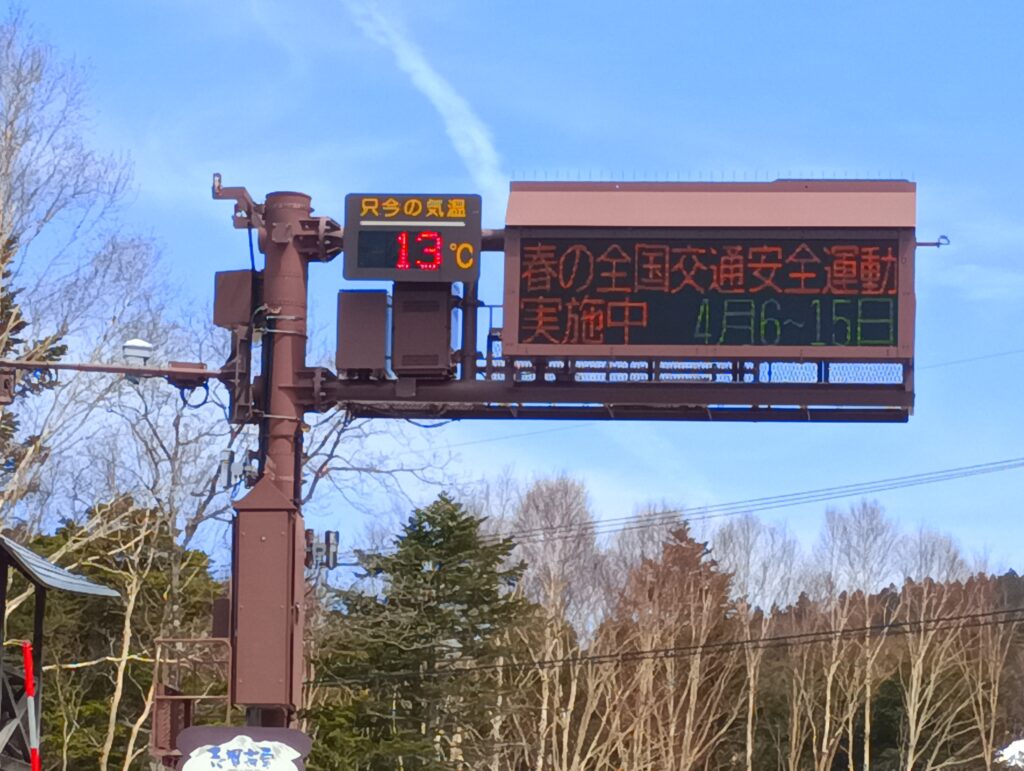 只今の気温
13℃
春の全国交通安全運動
実施中 4月6~15日